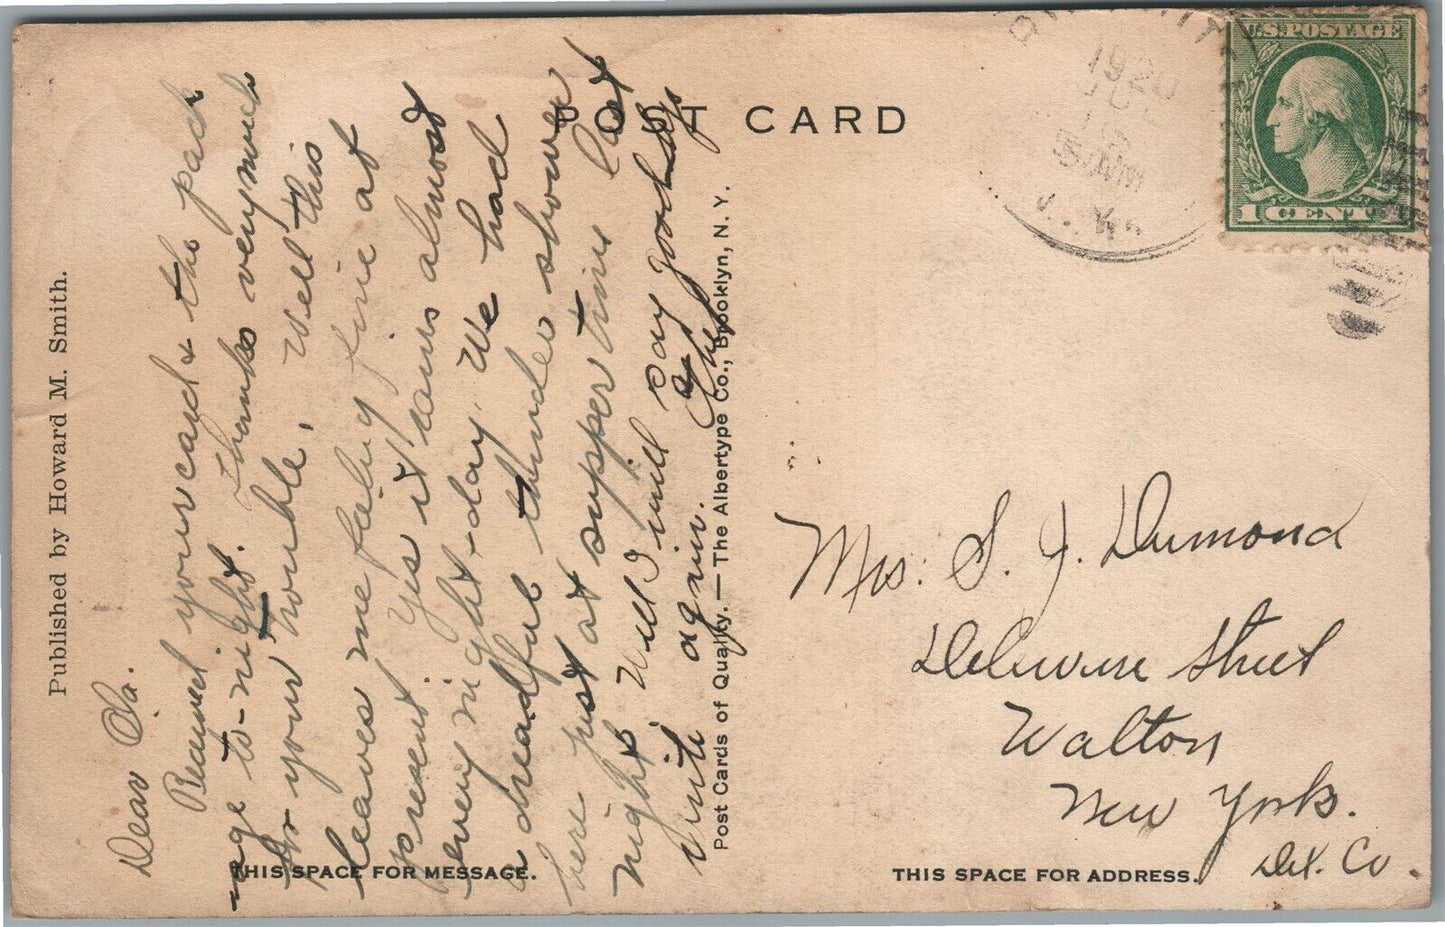 POST CARD
U.S. POSTAGE
1 CENT
1920
5 AM
N.Y.
Published by Howard M. Smith.
Dear
your card & the pack
age to-night. Thanks very much
for your trouble. Well this
leaves me feeling fine at
present. Yes it rains almost
every night & day. We had
a dreadful thunder shower
here just at supper time last
night. Will I will say goodbye
write again.
Post Cards of Quality. — The Albertype Co., Brooklyn, N. Y.
THIS SPACE FOR MESSAGE.
Mrs. S. J. Dumond
Delaware Street
Walton
New York.
Del. Co.
THIS SPACE FOR ADDRESS.